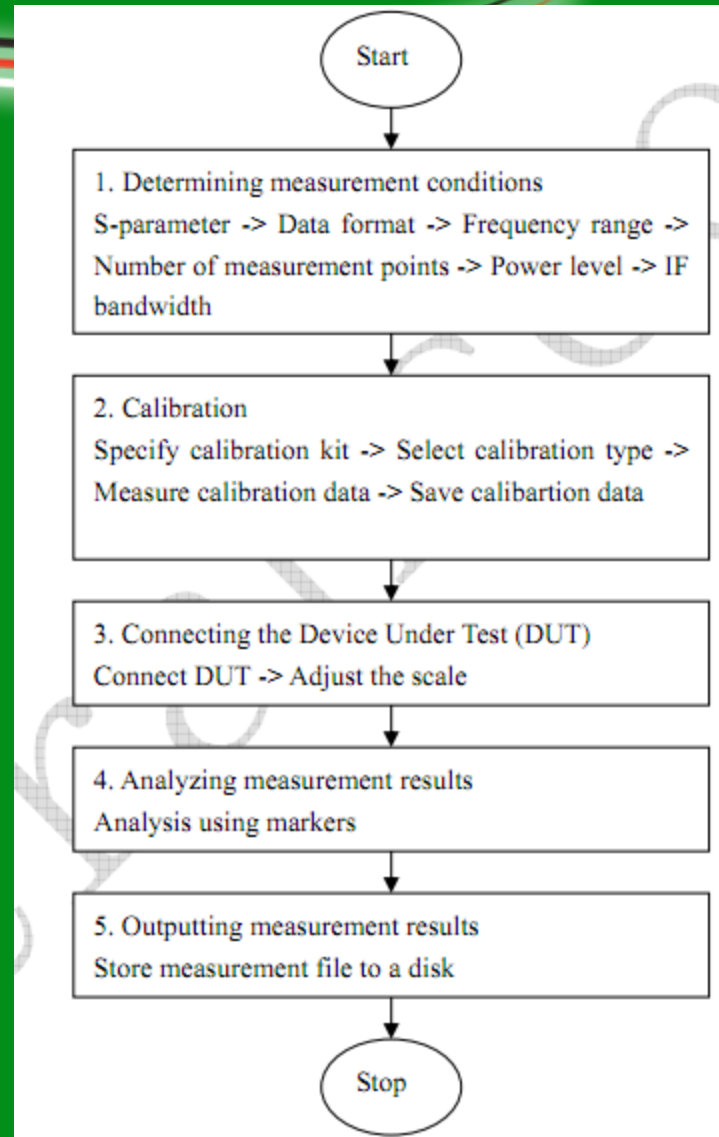 Start
1. Determining measurement conditions
S-parameter -> Data format -> Frequency range ->
Number of measurement points -> Power level -> IF
bandwidth
2. Calibration
Specify calibration kit -> Select calibration type ->
Measure calibration data -> Save calibartion data
3. Connecting the Device Under Test (DUT)
Connect DUT -> Adjust the scale
4. Analyzing measurement results
Analysis using markers
5. Outputting measurement results
Store measurement file to a disk
Stop